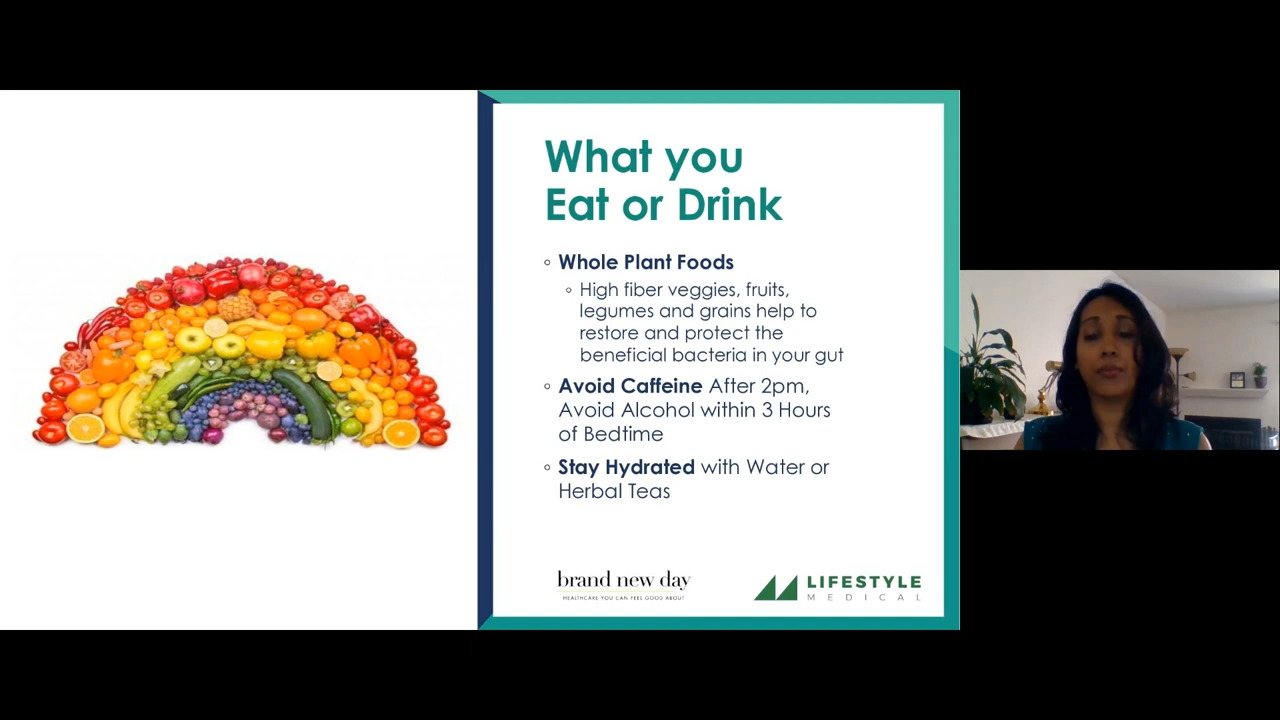 What you
Eat or Drink
Whole Plant Foods
High fiber veggies, fruits,
legumes and grains help to
restore and protect the
beneficial bacteria in your gut
Avoid Caffeine After 2pm,
Avoid Alcohol within 3 Hours
of Bedtime
Stay Hydrated with Water or
Herbal Teas
brand new day
HEALTHCARE YOU CAN FEEL GOOD ABOUT
LIFESTYLE
MEDICAL